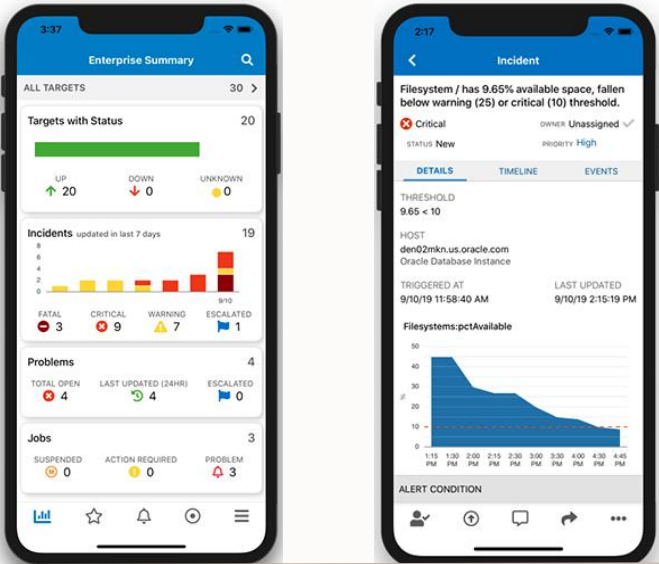 3:37
Enterprise Summary
ALL TARGETS 30
Targets with Status 20
UP DOWN UNKNOWN
20 0 0
Incidents updated in last 7 days 19
8
6
4
2
0
9/10
FATAL CRITICAL WARNING ESCALATED
3 9 7 1
Problems 4
TOTAL OPEN LAST UPDATED (24HR) ESCALATED
4 4 0
Jobs 3
SUSPENDED ACTION REQUIRED PROBLEM
0 0 3
2:17
Incident
Filesystem / has 9.65% available space, fallen
below warning (25) or critical (10) threshold.
Critical OWNER Unassigned
STATUS New PRIORITY High
DETAILS TIMELINE EVENTS
THRESHOLD
9.65 < 10
HOST
den02mkn.us.oracle.com
Oracle Database Instance
TRIGGERED AT LAST UPDATED
9/10/19 11:58:40 AM 9/10/19 2:15:19 PM
Filesystems:pctAvailable
50
40
30
20
10
0
%
1:15 1:30 2:00 2:15 2:30 3:00 3:30 4:00 4:30 4:45
PM PM PM PM PM PM PM PM PM PM
ALERT CONDITION